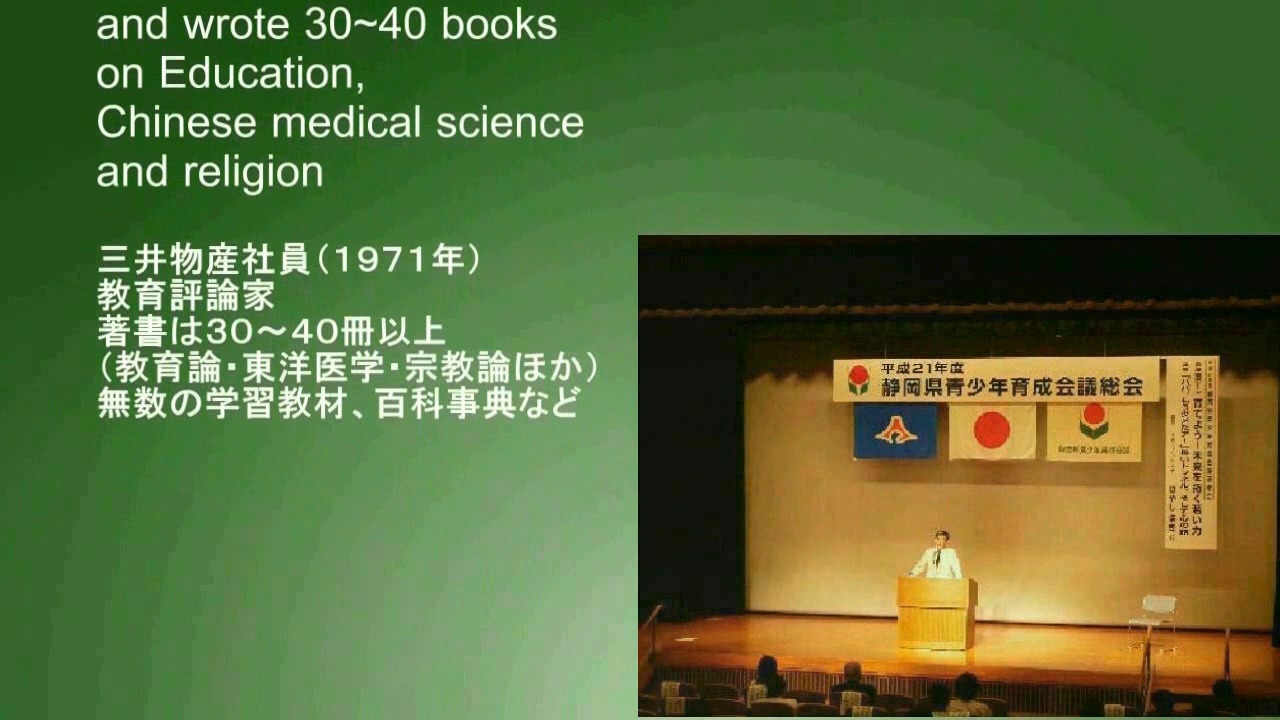 and wrote 30~40 books
on Education,
Chinese medical science
and religion
三井物産社員（１９７１年）
教育評論家
著書は３０～４０冊以上
（教育論・東洋医学・宗教論ほか）
無数の学習教材、百科事典など
平成21年度
静岡県青少年育成会議総会